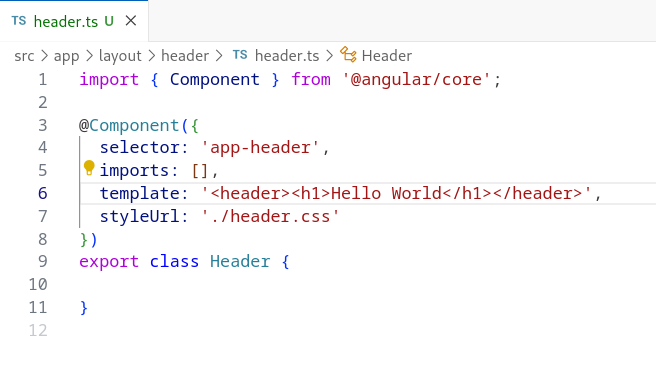 TS header.ts U ×
src > app > layout > header > TS header.ts > Header
1 import { Component } from '@angular/core';
2
3 @Component({
4   selector: 'app-header',
5   imports: [],
6   template: '<header><h1>Hello World</h1></header>',
7   styleUrl: './header.css'
8 })
9 export class Header {
10
11 }
12